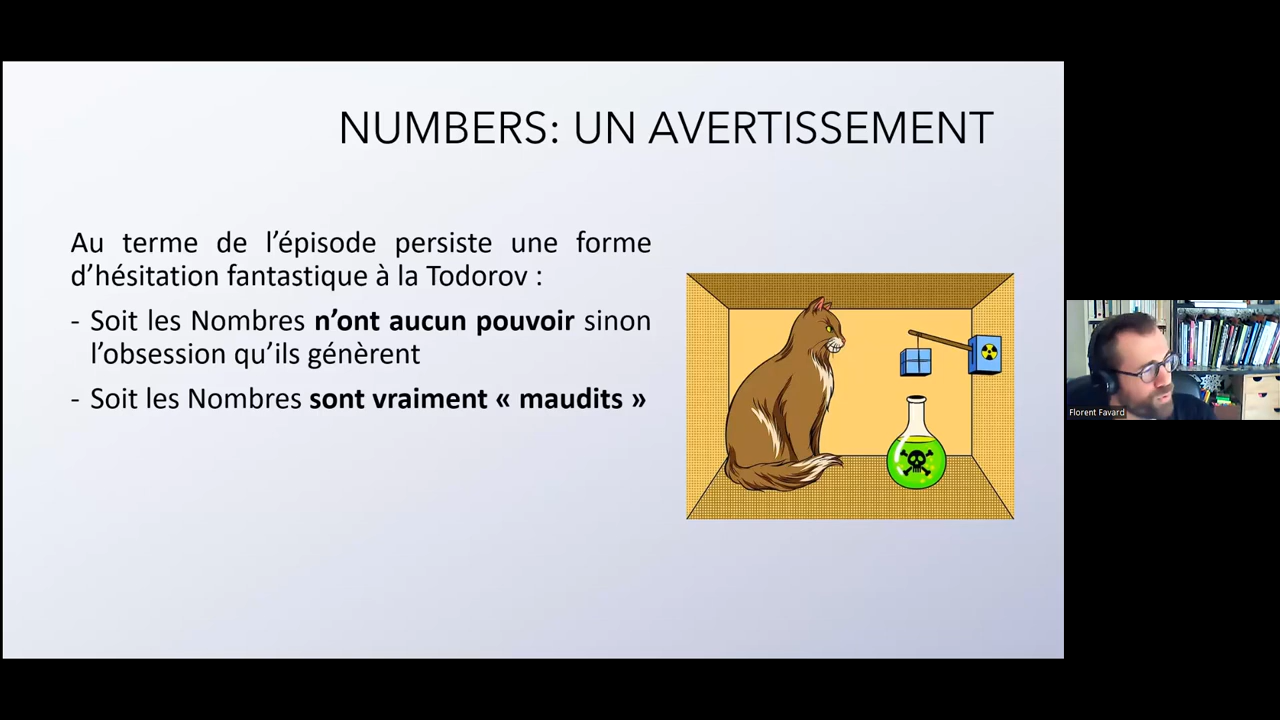 NUMBERS: UN AVERTISSEMENT
Au terme de l’épisode persiste une forme
d’hésitation fantastique à la Todorov :
- Soit les Nombres n’ont aucun pouvoir sinon
l’obsession qu’ils génèrent
- Soit les Nombres sont vraiment « maudits »
Florent Favard